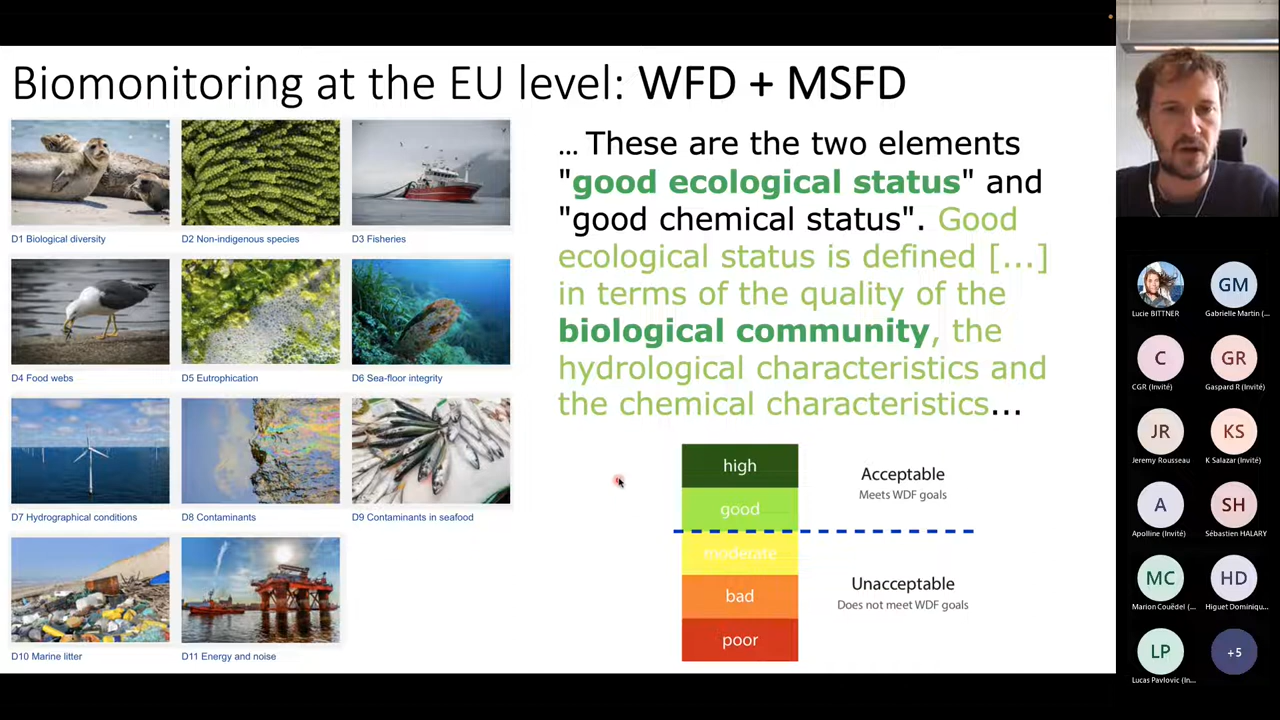 Biomonitoring at the EU level: WFD + MSFD
D1 Biological diversity
D2 Non-indigenous species
D3 Fisheries
D4 Food webs
D5 Eutrophication
D6 Sea-floor integrity
D7 Hydrographical conditions
D8 Contaminants
D9 Contaminants in seafood
D10 Marine litter
D11 Energy and noise
... These are the two elements
"good ecological status" and
"good chemical status". Good
ecological status is defined [...]
in terms of the quality of the
biological community, the
hydrological characteristics and
the chemical characteristics...
high
good
moderate
bad
poor
Acceptable
Meets WDF goals
Unacceptable
Does not meet WDF goals
Lucie BITTNER
GM
Gabrielle Martin (...
C
CGR (Invité)
GR
Gaspard R (Invité)
JR
Jeremy Rousseau
KS
K Salazar (Invité)
A
Apolline (Invité)
SH
Sébastien HALARY
MC
Marion Couëdel (...
HD
Higuet Dominiqu...
LP
Lucas Pavlovic (In...
+5